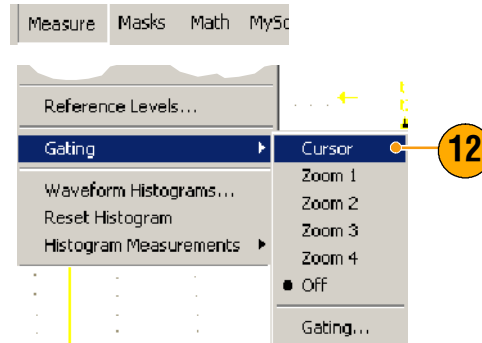 Measure Masks Math MySc
Reference Levels...
Gating
Cursor
12
Zoom 1
Waveform Histograms...
Zoom 2
Reset Histogram
Zoom 3
Histogram Measurements
Zoom 4
Off
Gating...